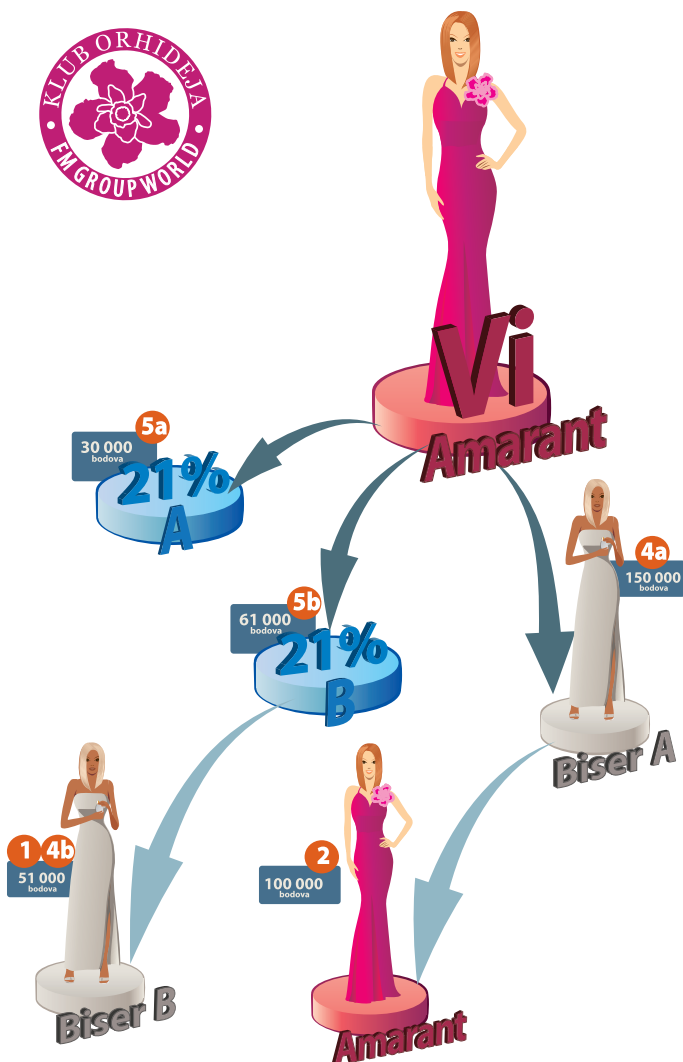 KLUB ORHIDEJA
FM GROUP WORLD
Vi
Amarant
5a
30 000
bodova
21%
A
4a
150 000
bodova
5b
61 000
bodova
21%
B
Biser A
1 4b
51 000
bodova
2
100 000
bodova
Biser B
Amarant